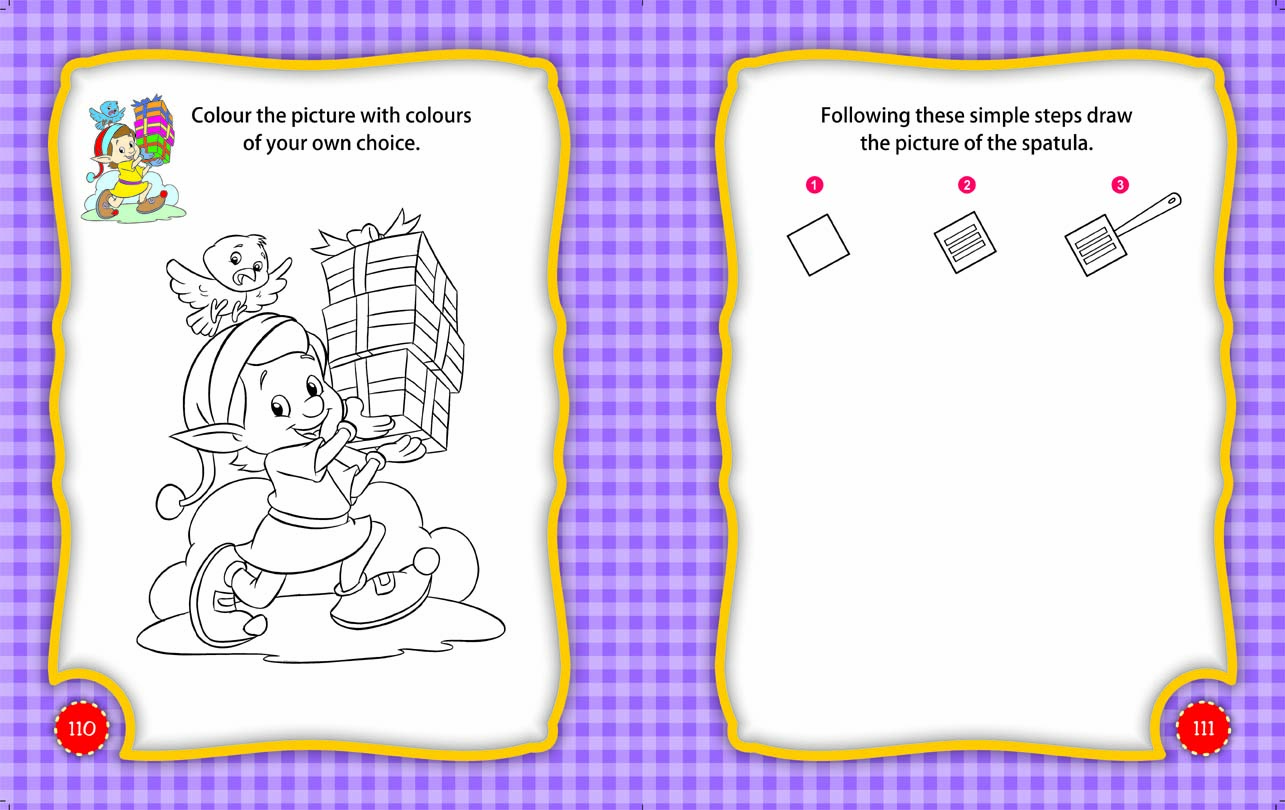 Colour the picture with colours
of your own choice.
110
Following these simple steps draw
the picture of the spatula.
1
2
3
111